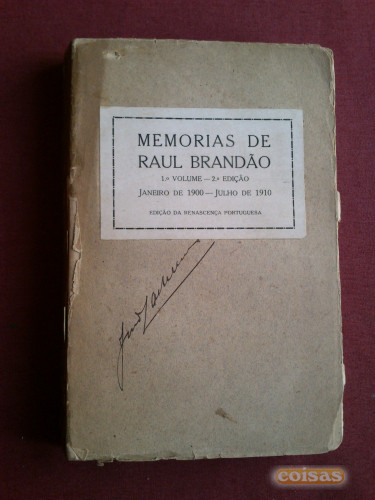 MEMORIAS DE
RAUL BRANDÃO
1.º VOLUME — 2.ª EDIÇÃO
JANEIRO DE 1900 — JULHO DE 1910
EDIÇÃO DA RENASCENÇA PORTUGUESA
coisas